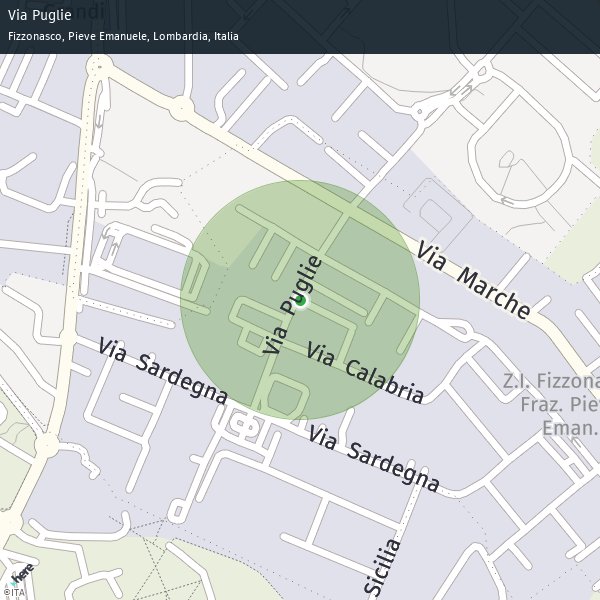 Via Puglie
Fizzonasco, Pieve Emanuele, Lombardia, Italia
Via Marche
Via Puglie
Via Calabria
Via Sardegna
Z.I. Fizzona
Fraz. Pie
Eman.
Via Sardegna
Sicilia
here
©ITA